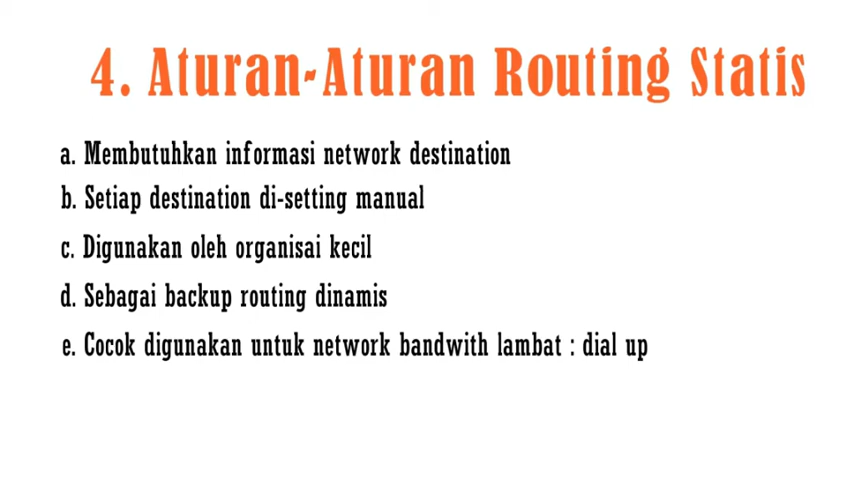 4. Aturan-Aturan Routing Statis
a. Membutuhkan informasi network destination
b. Setiap destination di-setting manual
c. Digunakan oleh organisai kecil
d. Sebagai backup routing dinamis
e. Cocok digunakan untuk network bandwith lambat : dial up